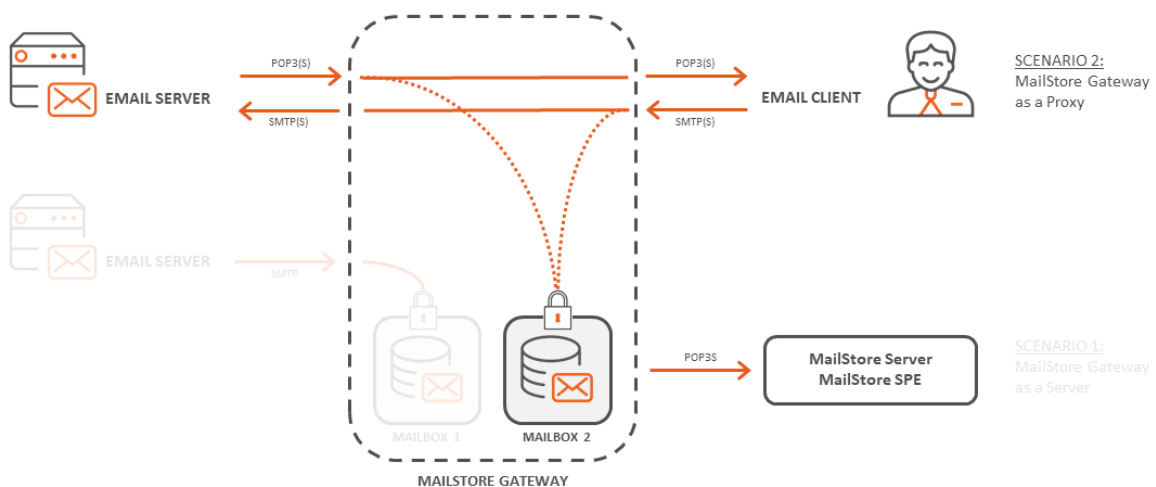 POP3(S)
POP3(S)
SCENARIO 2:
MailStore Gateway
as a Proxy
EMAIL SERVER
EMAIL CLIENT
SMTP(S)
SMTP(S)
EMAIL SERVER
SMTP
POP3S
MailStore Server
MailStore SPE
SCENARIO 1:
MailStore Gateway
as a Server
MAILBOX 1
MAILBOX 2
MAILSTORE GATEWAY